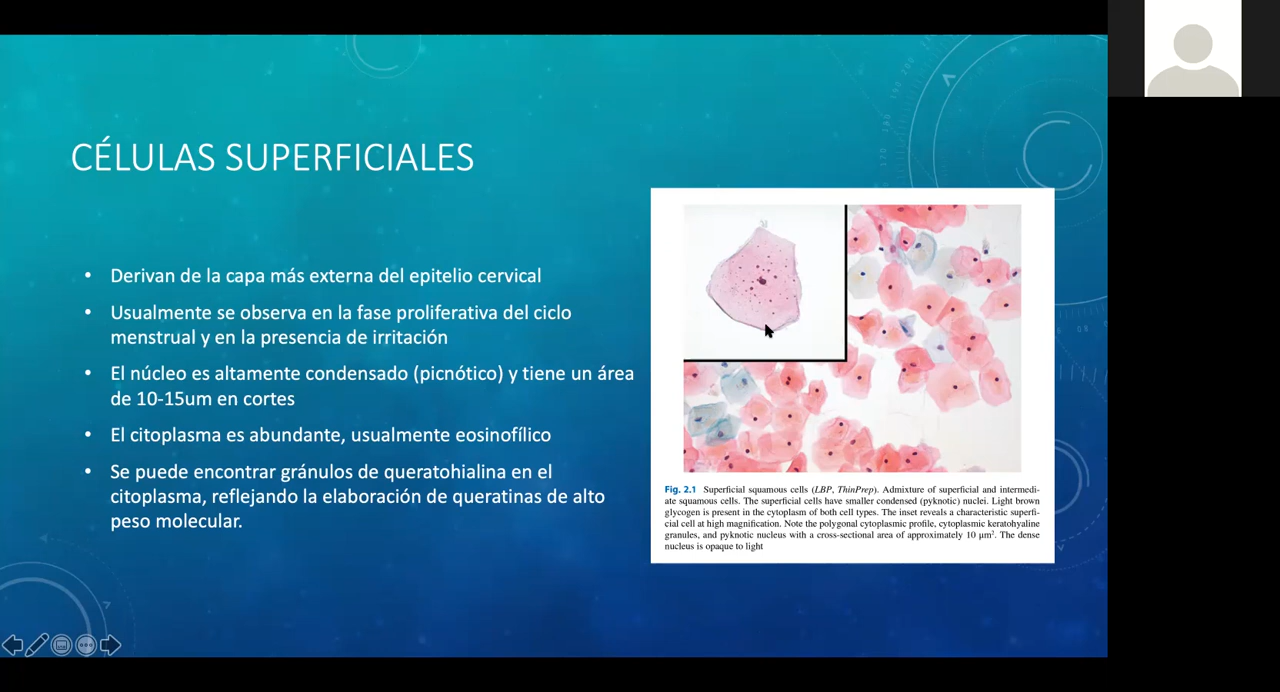 CÉLULAS SUPERFICIALES
• Derivan de la capa más externa del epitelio cervical
• Usualmente se observa en la fase proliferativa del ciclo
menstrual y en la presencia de irritación
• El núcleo es altamente condensado (picnótico) y tiene un área
de 10-15um en cortes
• El citoplasma es abundante, usualmente eosinofílico
• Se puede encontrar gránulos de queratohialina en el
citoplasma, reflejando la elaboración de queratinas de alto
peso molecular.
Fig. 2.1 Superficial squamous cells (LBP, ThinPrep). Admixture of superficial and intermedi-
ate squamous cells. The superficial cells have smaller condensed (pyknotic) nuclei. Light brown
glycogen is present in the cytoplasm of both cell types. The inset reveals a characteristic superfi-
cial cell at high magnification. Note the polygonal cytoplasmic profile, cytoplasmic keratohyaline
granules, and pyknotic nucleus with a cross-sectional area of approximately 10 μm². The dense
nucleus is opaque to light